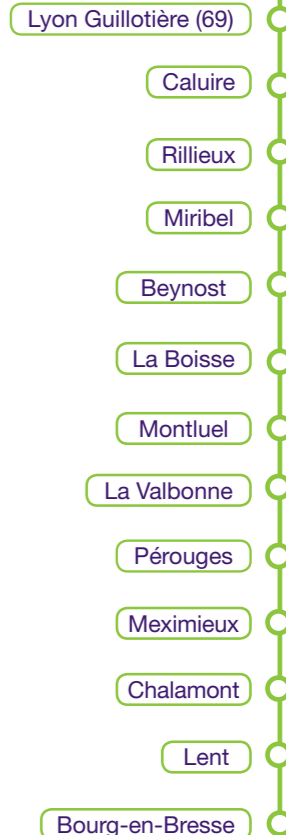 Lyon Guillotière (69)
Caluire
Rillieux
Miribel
Beynost
La Boisse
Montluel
La Valbonne
Pérouges
Meximieux
Chalamont
Lent
Bourg-en-Bresse